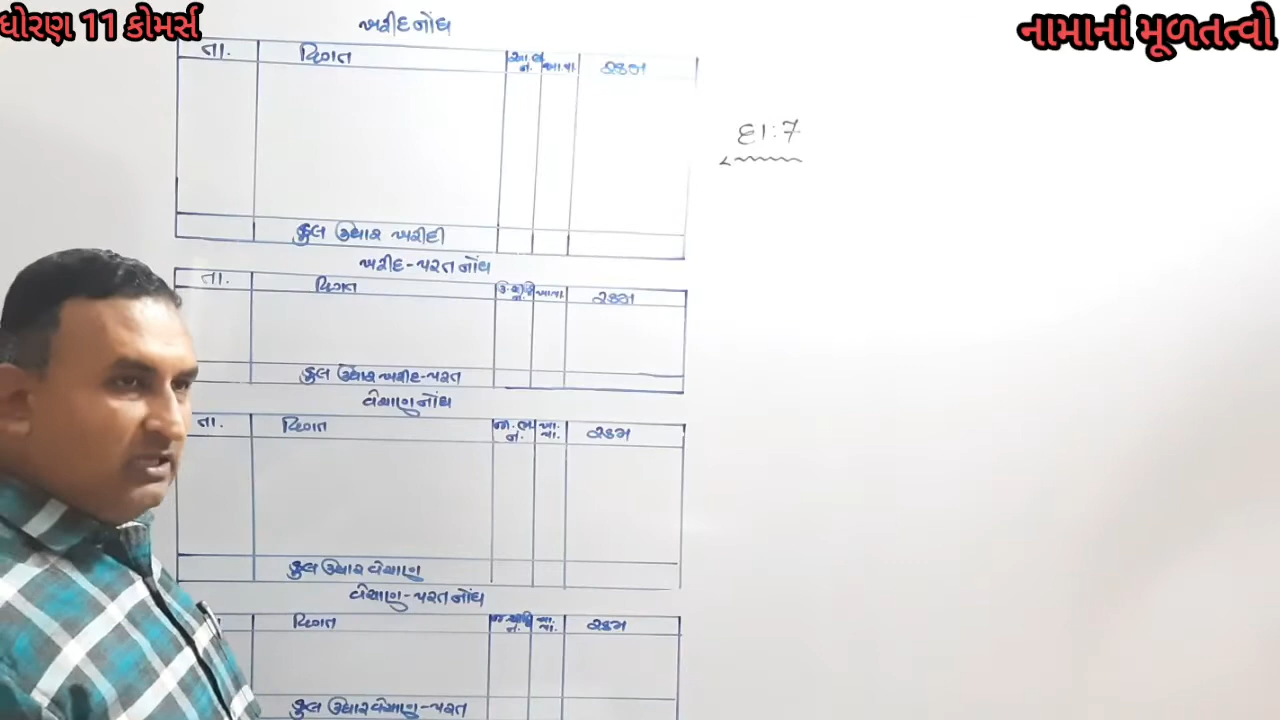 ધોરણ 11 કોમર્સ
નામાનાં મૂળતત્વો
ખરીદનોંધ
તા. વિગત આ.બ નં. ખા.પા. રકમ
દા:7
કુલ ઉધાર ખરીદી
ખરીદ-પરત નોંધ
તા. વિગત ઉ.ચિ નં. ખા.પા. રકમ
કુલ ઉધાર ખરીદ-પરત
વેચાણનોંધ
તા. વિગત જા.બ નં. ખા. પા. રકમ
કુલ ઉધાર વેચાણ
વેચાણ-પરત નોંધ
વિગત જ.ચિ નં. ખા. પા. રકમ
કુલ ઉધાર વેચાણ-પરત